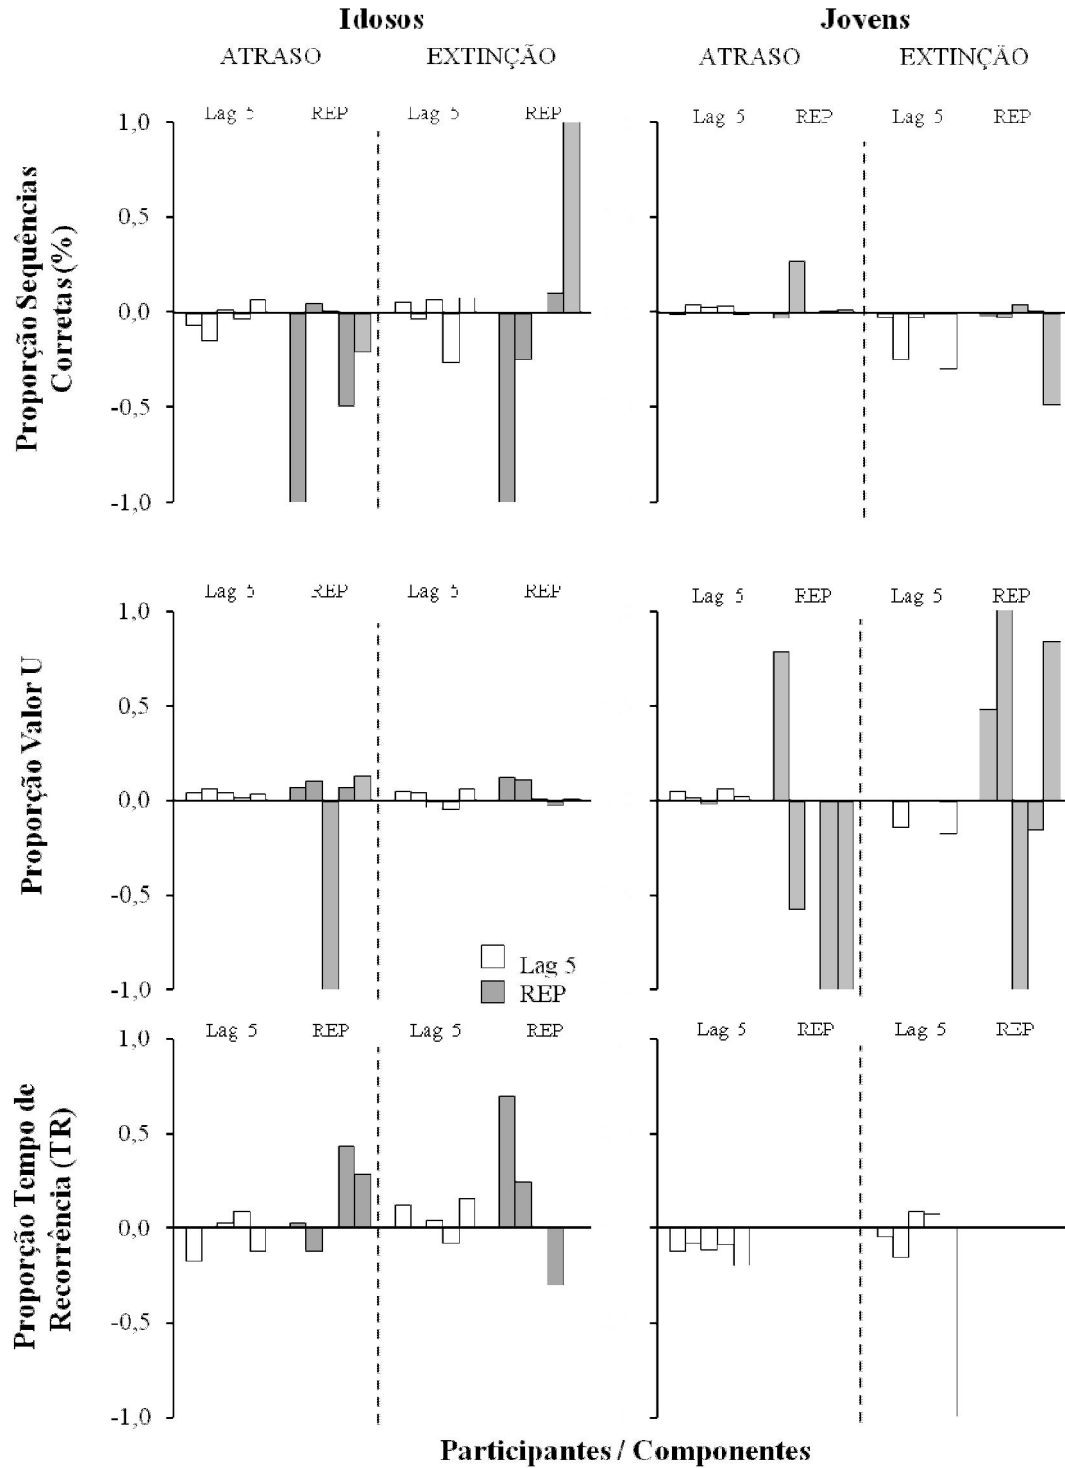 Idosos Jovens
ATRASO EXTINÇÃO ATRASO EXTINÇÃO
Proporção Sequências
Corretas (%)
Lag 5 REP Lag 5 REP Lag 5 REP Lag 5 REP
1,0
0,5
0,0
-0,5
-1,0
Proporção Valor U
Lag 5 REP Lag 5 REP Lag 5 REP Lag 5 REP
1,0
0,5
0,0
-0,5
-1,0
Lag 5
REP
Proporção Tempo de
Recorrência (TR)
Lag 5 REP Lag 5 REP Lag 5 REP Lag 5 REP
1,0
0,5
0,0
-0,5
-1,0
Participantes / Componentes